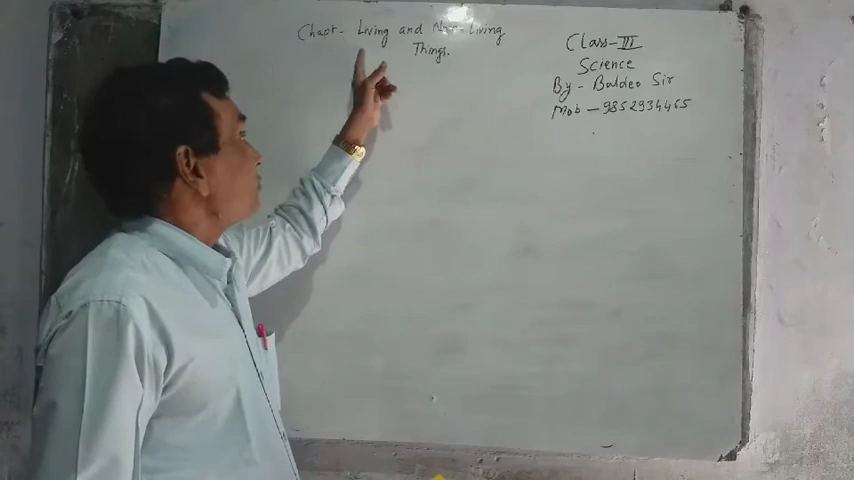 Chapt- Living and Non-Living
Things.
Class-III
Science
By- Baldeo Sir
Mob-9852934465